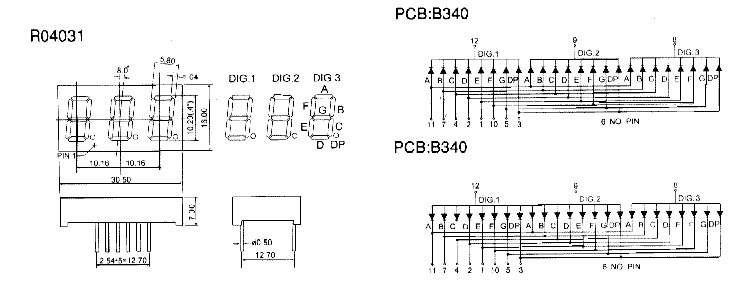 R04031
5.80
8.0°
04
DIG.1 DIG.2 DIG.3
A
F G B
E C
D DP
PIN 1
10.16 10.16
10.20(.4")
16.00
30.50
7.00
2.54*5=12.70
ø0.50
12.70
PCB:B340
12 9 8
DIG.1 DIG.2 DIG.3
A B C D E F G DP A B C D E F G DP A B C D E F G DP
11 7 4 2 1 10 5 3
6 NO PIN
PCB:B340
12 9 8
DIG.1 DIG.2 DIG.3
A B C D E F G DP A B C D E F G DP A B C D E F G DP
11 7 4 2 1 10 5 3
6 NO PIN